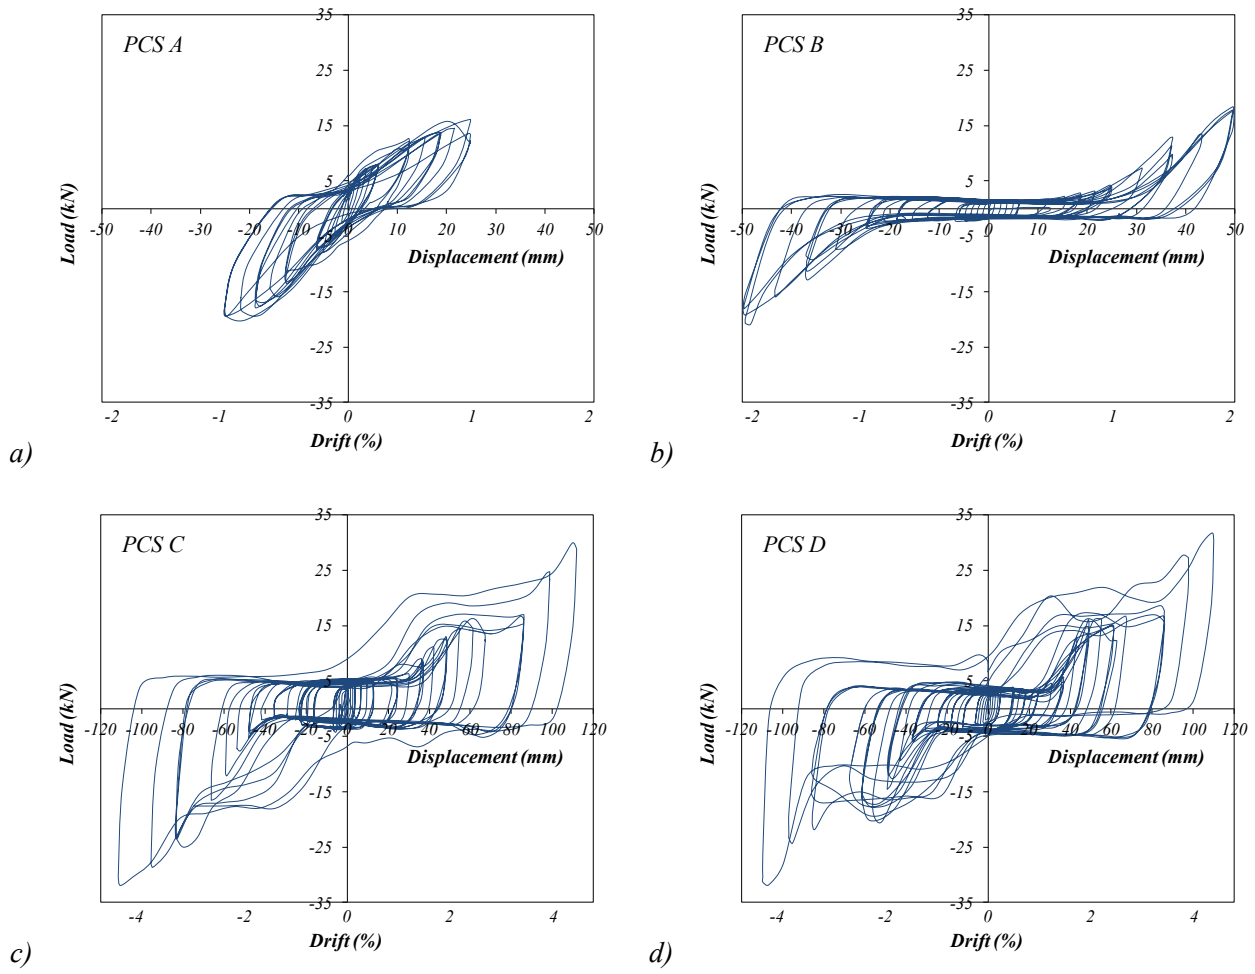 35
PCS A
25
15
5
Load (kN)
-50 -40 -30 -20 -10 0 10 20 30 40 50
-5
Displacement (mm)
-15
-25
-35
-2 -1 0 1 2
Drift (%)
a)
35
PCS B
25
15
5
Load (kN)
-50 -40 -30 -20 -10 0 10 20 30 40 50
-5
Displacement (mm)
-15
-25
-35
-2 -1 0 1 2
Drift (%)
b)
35
PCS C
25
15
5
Load (kN)
-120 -100 -80 -60 -40 -20 0 20 40 60 80 100 120
-5
Displacement (mm)
-15
-25
-35
-4 -2 0 2 4
Drift (%)
c)
35
PCS D
25
15
5
Load (kN)
-120 -100 -80 -60 -40 -20 0 20 40 60 80 100 120
-5
Displacement (mm)
-15
-25
-35
-4 -2 0 2 4
Drift (%)
d)